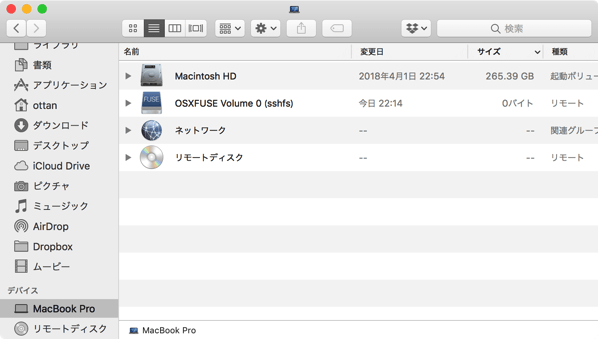 検索
ライブラリ
書類
アプリケーション
ottan
ダウンロード
デスクトップ
iCloud Drive
ピクチャ
ミュージック
AirDrop
Dropbox
ムービー
デバイス
MacBook Pro
リモートディスク
名前 変更日 サイズ 種類
Macintosh HD 2018年4月1日 22:54 265.39 GB 起動ボリュー
FUSE
OSXFUSE Volume 0 (sshfs) 今日 22:14 0バイト リモート
ネットワーク -- -- 関連グループ
リモートディスク -- -- リモート
MacBook Pro